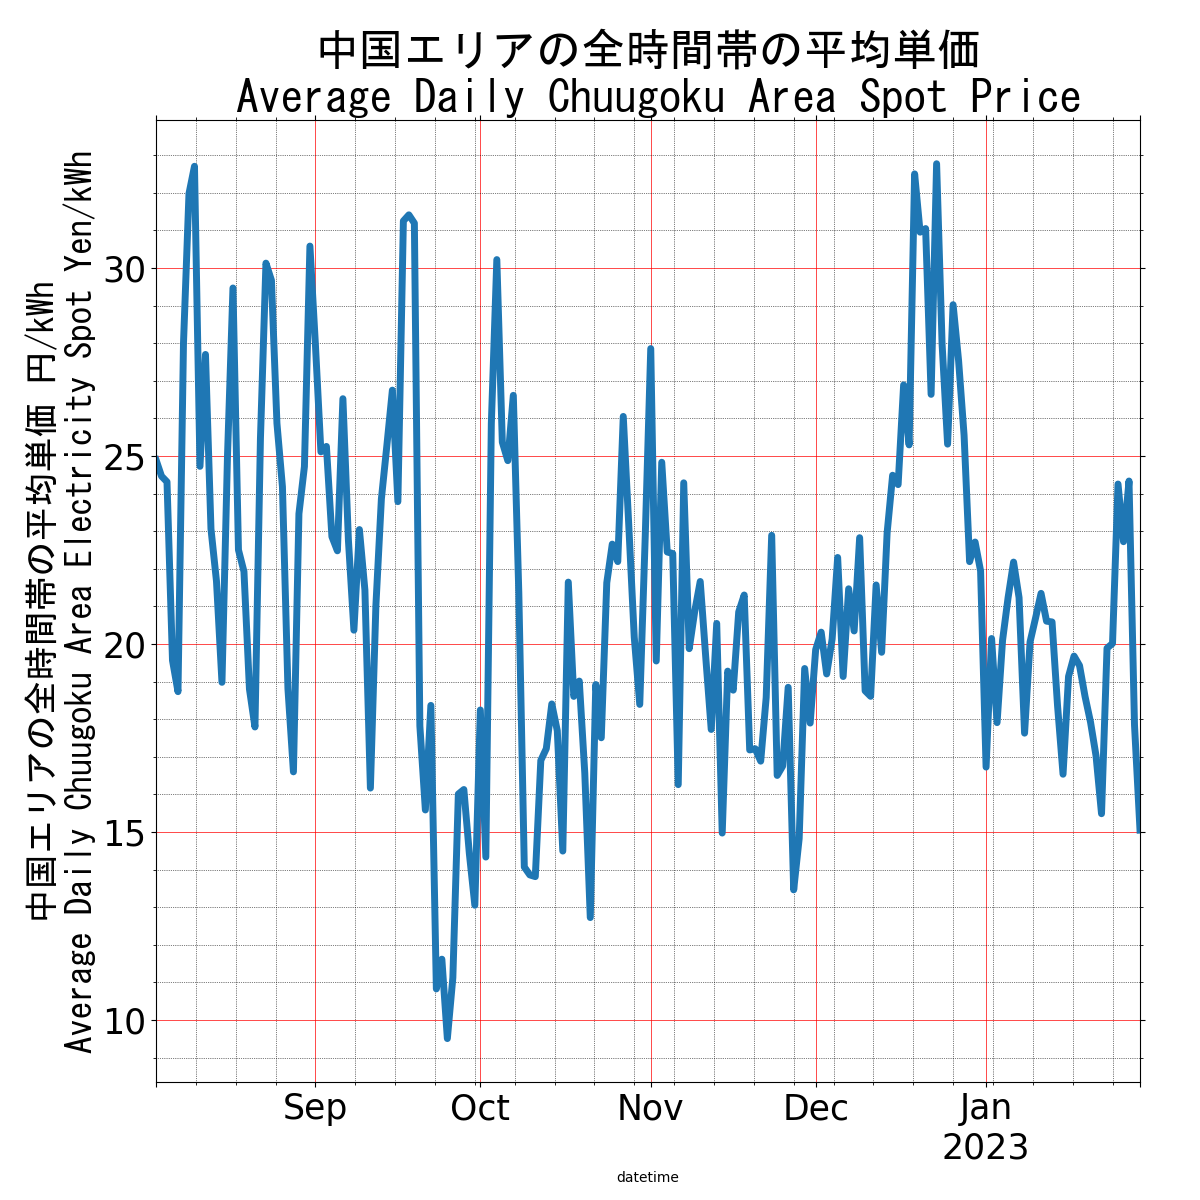 中国エリアの全時間帯の平均単価
Average Daily Chuugoku Area Spot Price
中国エリアの全時間帯の平均単価 円/kWh
Average Daily Chuugoku Area Electricity Spot Yen/kWh
30
25
20
15
10
Sep
Oct
Nov
Dec
Jan
2023
datetime